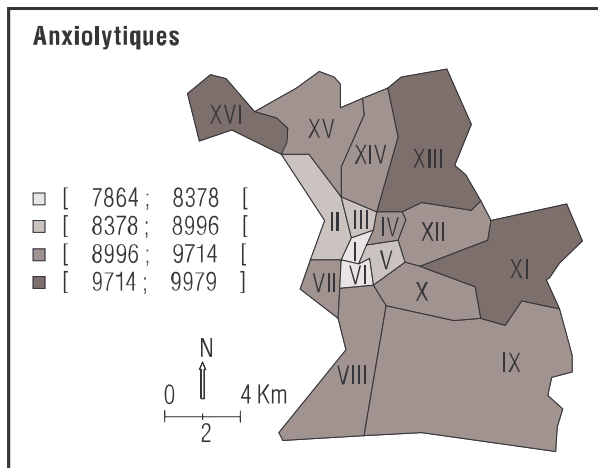 Anxiolytiques
XVI
XV
XIV
XIII
[ 7864 ; 8378 [
[ 8378 ; 8996 [
[ 8996 ; 9714 [
[ 9714 ; 9979 ]
II
III
IV
XII
I
V
XI
VI
VII
X
VIII
IX
N
0 4 Km
2